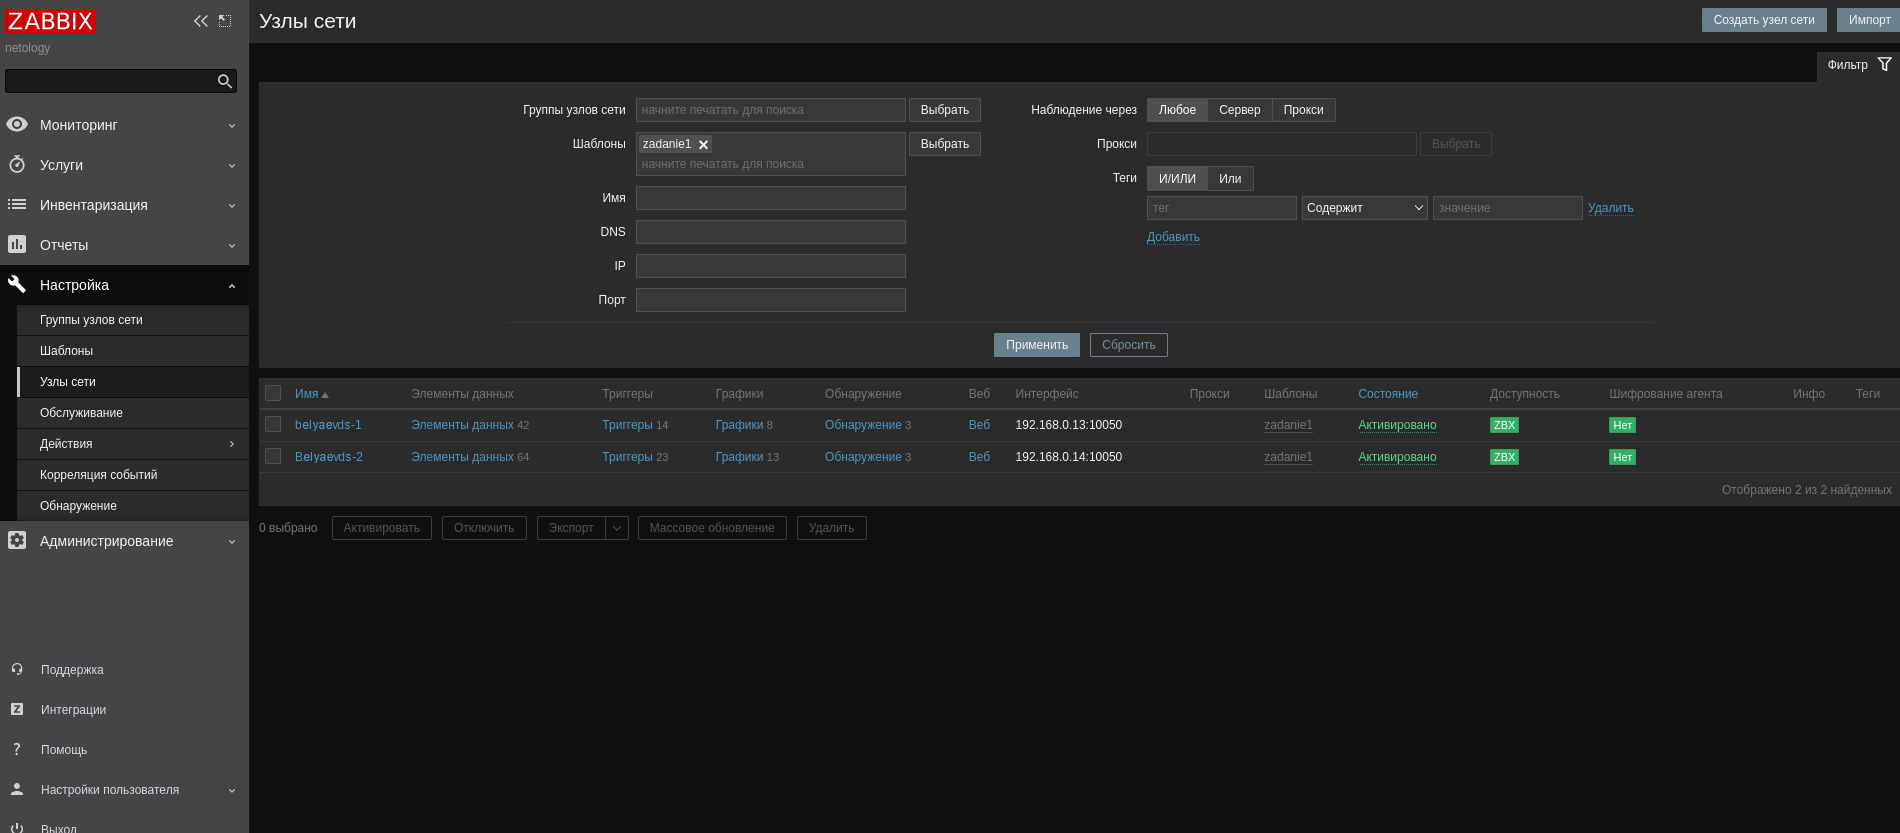 ZABBIX
netology
Мониторинг
Услуги
Инвентаризация
Отчеты
Настройка
Группы узлов сети
Шаблоны
Узлы сети
Обслуживание
Действия
Корреляция событий
Обнаружение
Администрирование
Поддержка
Интеграции
Помощь
Настройки пользователя
Выход
Узлы сети
Создать узел сети
Импорт
Фильтр
Группы узлов сети начните печатать для поиска Выбрать
Шаблоны zadanie1 Выбрать
начните печатать для поиска
Имя
DNS
IP
Порт
Наблюдение через Любое Сервер Прокси
Прокси Выбрать
Теги И/ИЛИ Или
тег Содержит значение Удалить
Добавить
Применить Сбросить
Имя Элементы данных Триггеры Графики Обнаружение Веб Интерфейс Прокси Шаблоны Состояние Доступность Шифрование агента Инфо Теги
belyaevds-1 Элементы данных 42 Триггеры 14 Графики 8 Обнаружение 3 Веб 192.168.0.13:10050 zadanie1 Активировано ZBX Нет
Belyaevds-2 Элементы данных 64 Триггеры 23 Графики 13 Обнаружение 3 Веб 192.168.0.14:10050 zadanie1 Активировано ZBX Нет
Отображено 2 из 2 найденных
0 выбрано Активировать Отключить Экспорт Массовое обновление Удалить